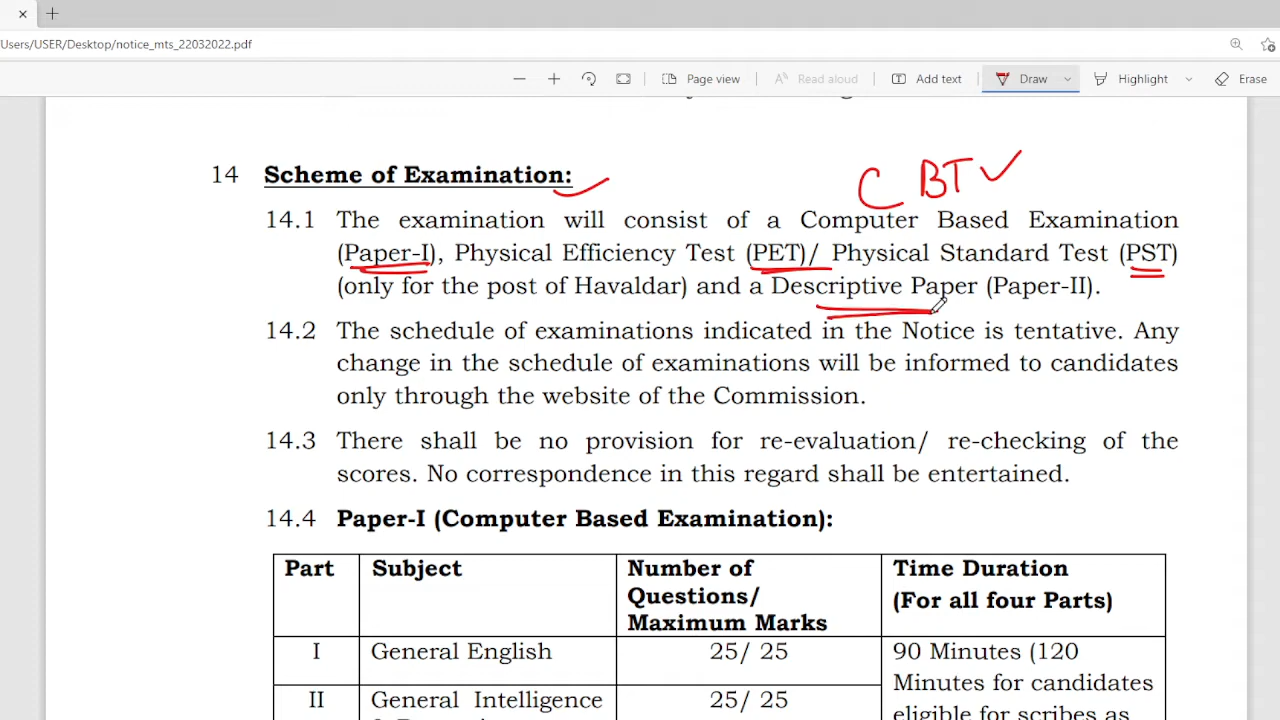 Users/USER/Desktop/notice_mts_22032022.pdf
Page view
Read aloud
Add text
Draw
Highlight
Erase
C BT
14 Scheme of Examination:
14.1 The examination will consist of a Computer Based Examination
(Paper-I), Physical Efficiency Test (PET)/ Physical Standard Test (PST)
(only for the post of Havaldar) and a Descriptive Paper (Paper-II).
14.2 The schedule of examinations indicated in the Notice is tentative. Any
change in the schedule of examinations will be informed to candidates
only through the website of the Commission.
14.3 There shall be no provision for re-evaluation/ re-checking of the
scores. No correspondence in this regard shall be entertained.
14.4 Paper-I (Computer Based Examination):
Part Subject Number of Time Duration
Questions/ (For all four Parts)
Maximum Marks
I General English 25/ 25 90 Minutes (120
Minutes for candidates
II General Intelligence 25/ 25
eligible for scribes as